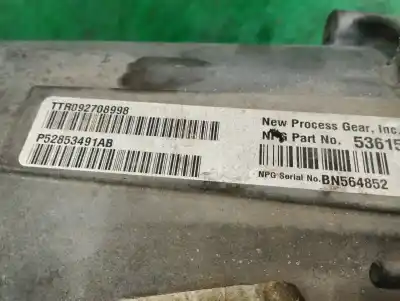 TTR092708998
P52853491AB
New Process Gear, Inc.
NPG Part No. 53615
NPG Serial No. BN564852